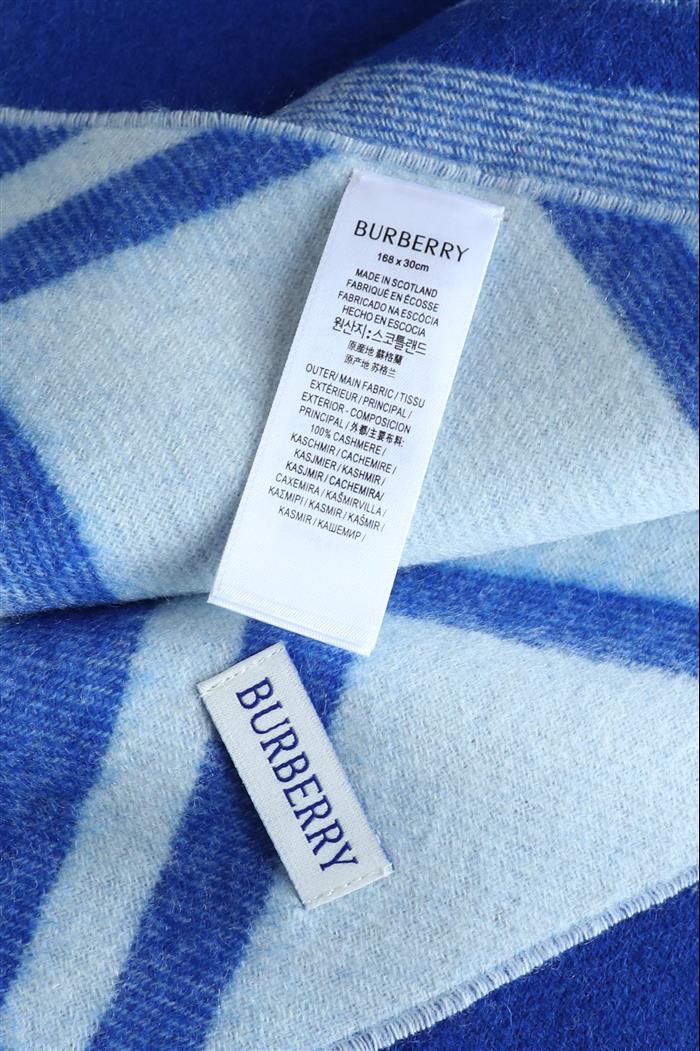 BURBERRY
168 x 30cm
MADE IN SCOTLAND
FABRIQUÉ EN ÉCOSSE
FABRICADO NA ESCÓCIA
HECHO EN ESCOCIA
원산지:스코틀랜드
原產地 蘇格蘭
原产地 苏格兰
OUTER/ MAIN FABRIC / TISSU
EXTÉRIEUR / PRINCIPAL /
EXTERIOR - COMPOSICION
PRINCIPAL / 外部/主要布料:
100% CASHMERE /
KASCHMIR / CACHEMIRE /
KASJMIER / KASHMIR /
KASJMIR / CACHEMIRA/
CAXEMIRA / KAŠMIRVILLA /
ΚΑΣΜΙΡΙ / KASMIR / KAŠMIR /
KASMIR / КАШЕМИР /
BURBERRY